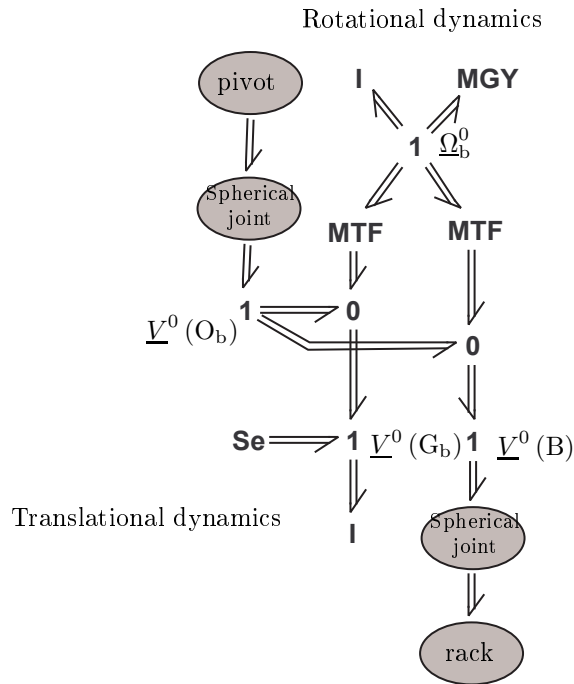 Rotational dynamics
pivot
I
MGY
1 Ω_b^0
Spherical
joint
MTF
MTF
1
0
V^0 (O_b)
0
Se
1 V^0 (G_b)
1 V^0 (B)
Translational dynamics
I
Spherical
joint
rack